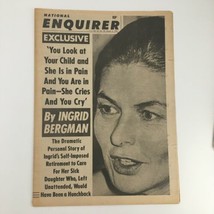 NATIONAL
ENQUIRER
EXCLUSIVE
'You Look at
Your Child and
She Is in Pain
And You Are in
Pain—She Cries
And You Cry'
By INGRID
BERGMAN
The Dramatic
Personal Story of
Ingrid's Self-Imposed
Retirement to Care
For Her Sick
Daughter Who, Left
Unattended, Would
Have Been a Hunchback